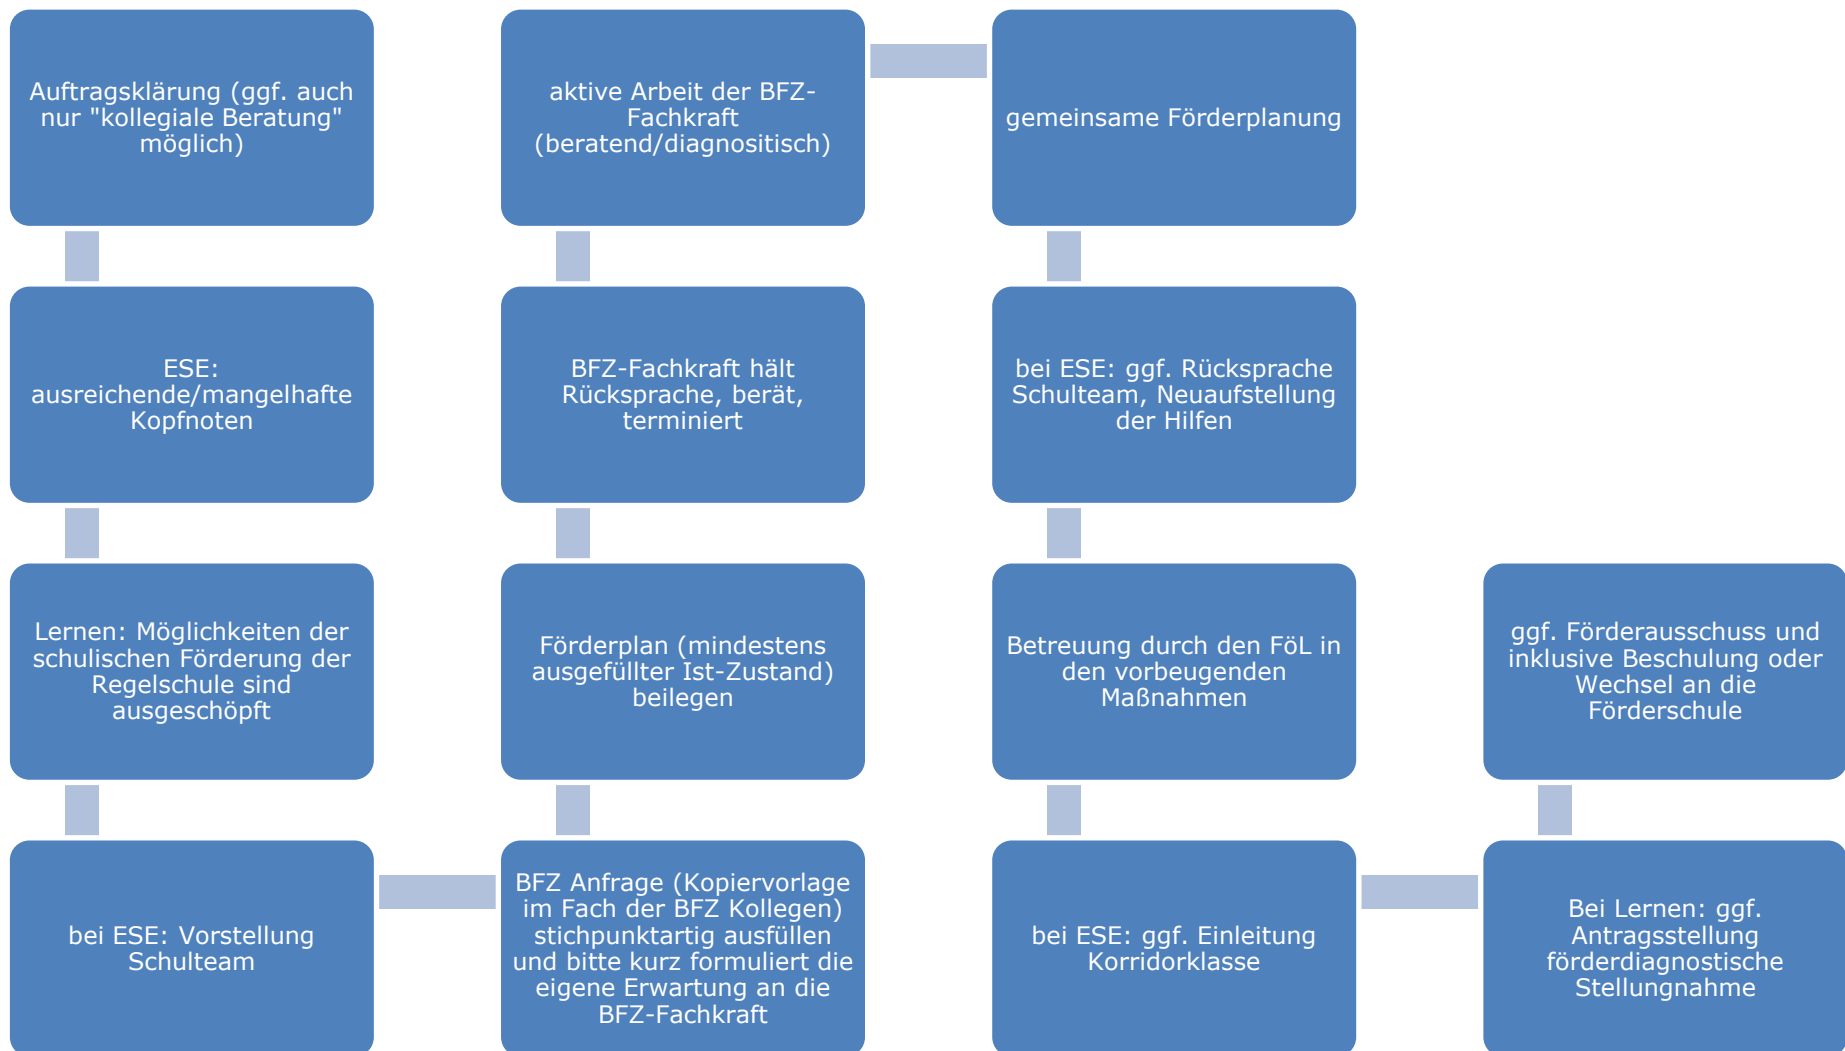 Auftragsklärung (ggf. auch
nur "kollegiale Beratung"
möglich)
ESE:
ausreichende/mangelhafte
Kopfnoten
Lernen: Möglichkeiten der
schulischen Förderung der
Regelschule sind
ausgeschöpft
bei ESE: Vorstellung
Schulteam
BFZ Anfrage (Kopiervorlage
im Fach der BFZ Kollegen)
stichpunktartig ausfüllen
und bitte kurz formuliert die
eigene Erwartung an die
BFZ-Fachkraft
Förderplan (mindestens
ausgefüllter Ist-Zustand)
beilegen
BFZ-Fachkraft hält
Rücksprache, berät,
terminiert
aktive Arbeit der BFZ-
Fachkraft
(beratend/diagnositisch)
gemeinsame Förderplanung
bei ESE: ggf. Rücksprache
Schulteam, Neuaufstellung
der Hilfen
Betreuung durch den FöL in
den vorbeugenden
Maßnahmen
bei ESE: ggf. Einleitung
Korridorklasse
Bei Lernen: ggf.
Antragsstellung
förderdiagnostische
Stellungnahme
ggf. Förderausschuss und
inklusive Beschulung oder
Wechsel an die
Förderschule